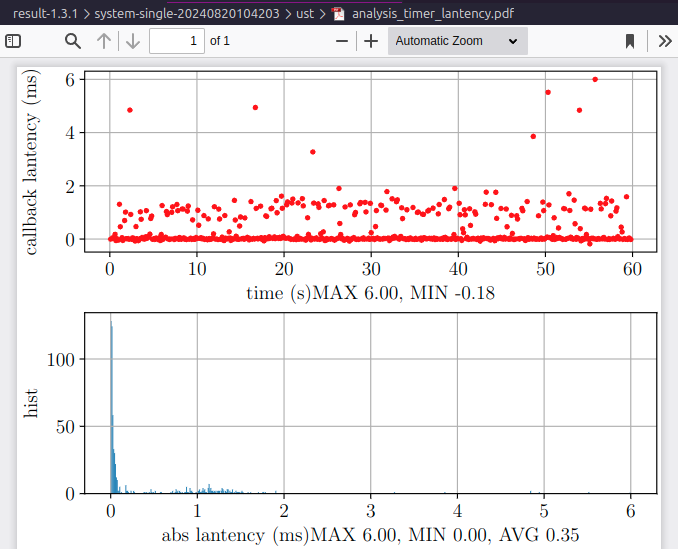 result-1.3.1 > system-single-20240820104203 > ust > analysis_timer_lantency.pdf
1 of 1 − + Automatic Zoom
callback lantency (ms)
6
4
2
0
0 10 20 30 40 50 60
time (s)MAX 6.00, MIN -0.18
hist
100
50
0
0 1 2 3 4 5 6
abs lantency (ms)MAX 6.00, MIN 0.00, AVG 0.35